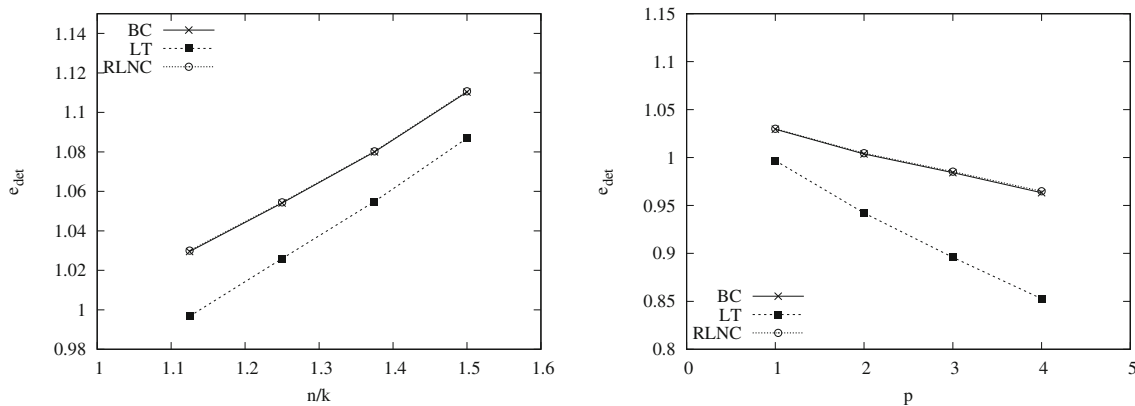 1.14
BC
LT
RLNC
1.12
1.1
1.08
1.06
1.04
1.02
1
0.98
e_det
1 1.1 1.2 1.3 1.4 1.5 1.6
n/k
1.15
1.1
1.05
1
0.95
0.9
0.85
0.8
e_det
BC
LT
RLNC
0 1 2 3 4 5
p